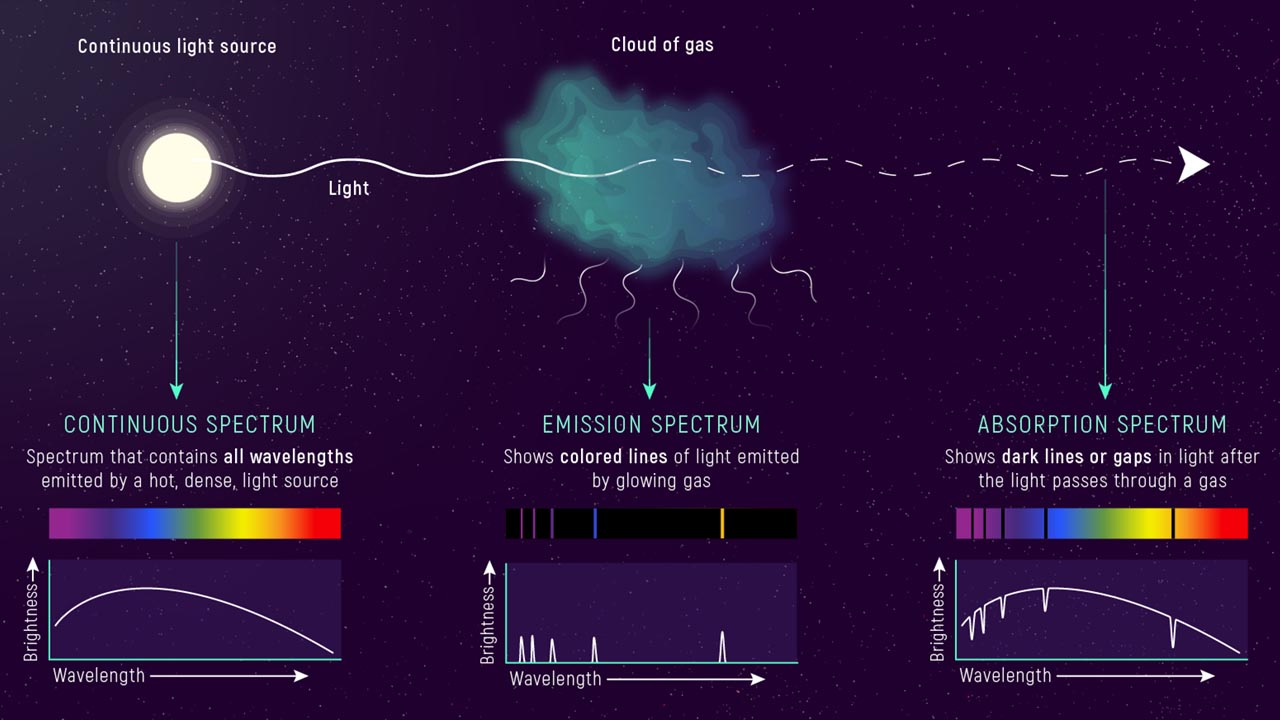 Continuous light source
Cloud of gas
Light
CONTINUOUS SPECTRUM
Spectrum that contains all wavelengths
emitted by a hot, dense, light source
Brightness
Wavelength
EMISSION SPECTRUM
Shows colored lines of light emitted
by glowing gas
Brightness
Wavelength
ABSORPTION SPECTRUM
Shows dark lines or gaps in light after
the light passes through a gas
Brightness
Wavelength